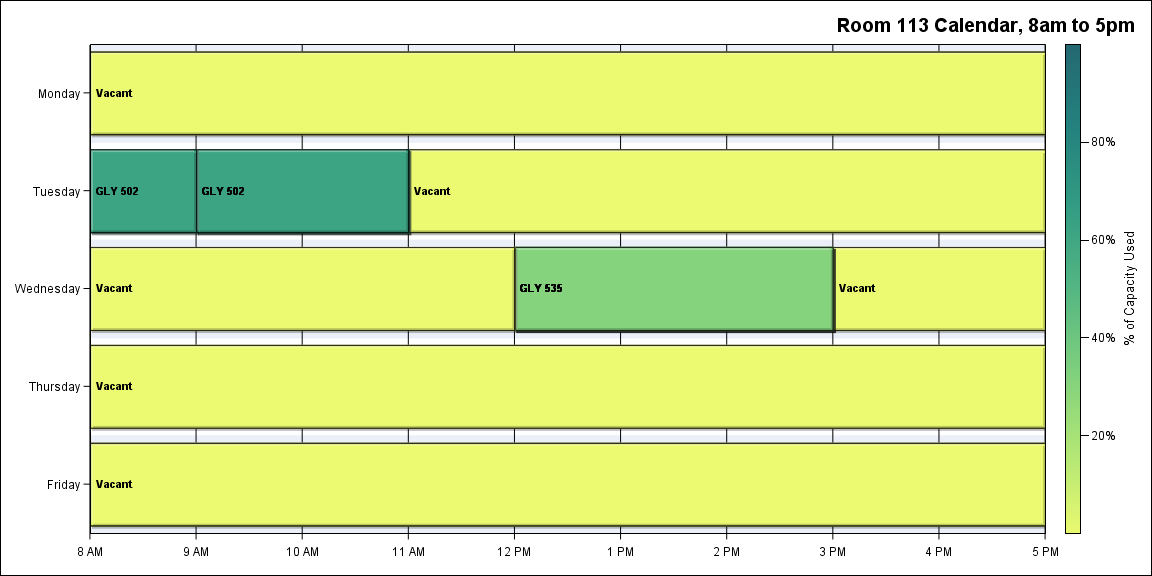 Room 113 Calendar, 8am to 5pm
Monday
Vacant
Tuesday
GLY 502
GLY 502
Vacant
Wednesday
Vacant
GLY 535
Vacant
Thursday
Vacant
Friday
Vacant
8 AM
9 AM
10 AM
11 AM
12 PM
1 PM
2 PM
3 PM
4 PM
5 PM
80%
60%
40%
20%
% of Capacity Used